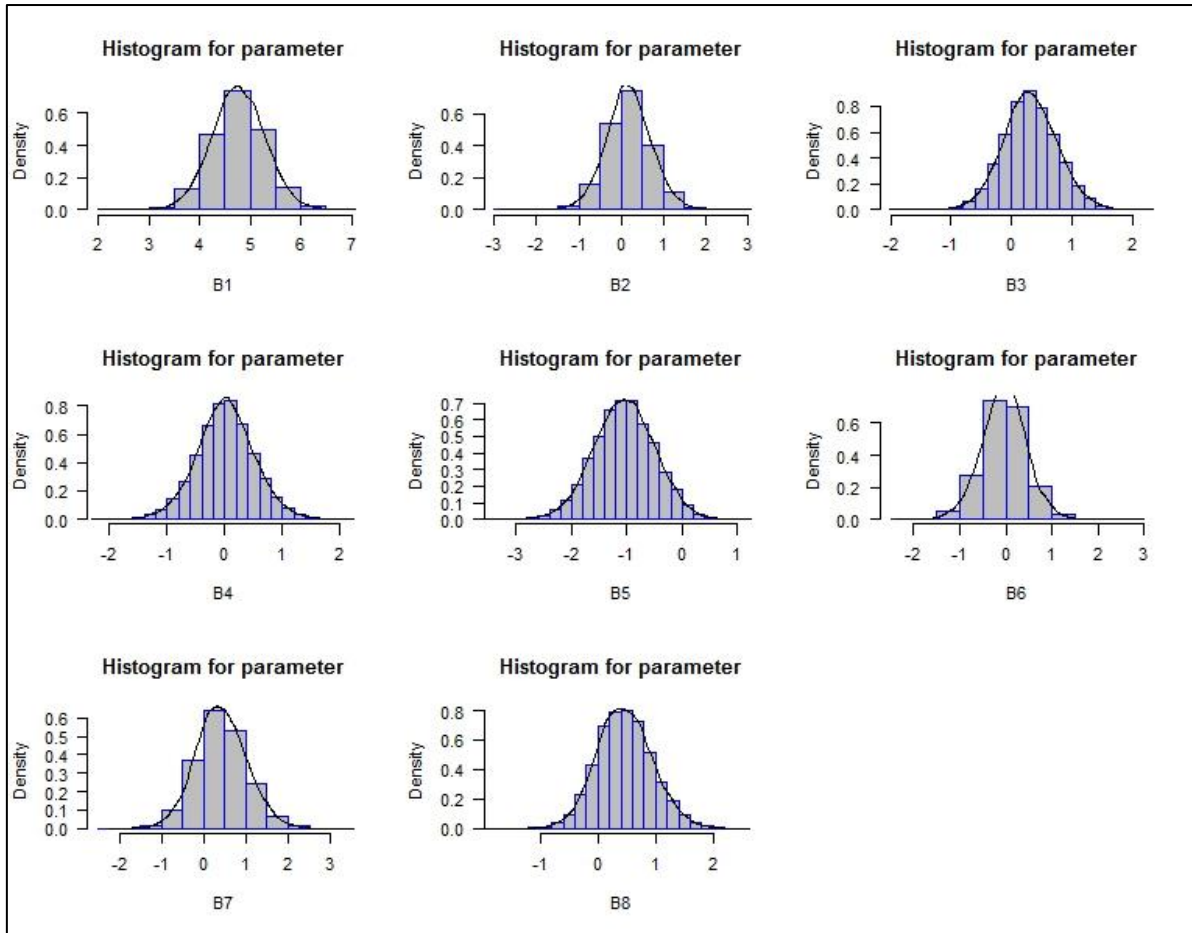 Histogram for parameter
Density
0.6
0.4
0.2
0.0
2 3 4 5 6 7
B1
Histogram for parameter
Density
0.6
0.4
0.2
0.0
-3 -2 -1 0 1 2 3
B2
Histogram for parameter
Density
0.8
0.6
0.4
0.2
0.0
-2 -1 0 1 2
B3
Histogram for parameter
Density
0.8
0.6
0.4
0.2
0.0
-2 -1 0 1 2
B4
Histogram for parameter
Density
0.7
0.6
0.5
0.4
0.3
0.2
0.1
0.0
-3 -2 -1 0 1
B5
Histogram for parameter
Density
0.6
0.4
0.2
0.0
-2 -1 0 1 2 3
B6
Histogram for parameter
Density
0.6
0.5
0.4
0.3
0.2
0.1
0.0
-2 -1 0 1 2 3
B7
Histogram for parameter
Density
0.8
0.6
0.4
0.2
0.0
-1 0 1 2
B8